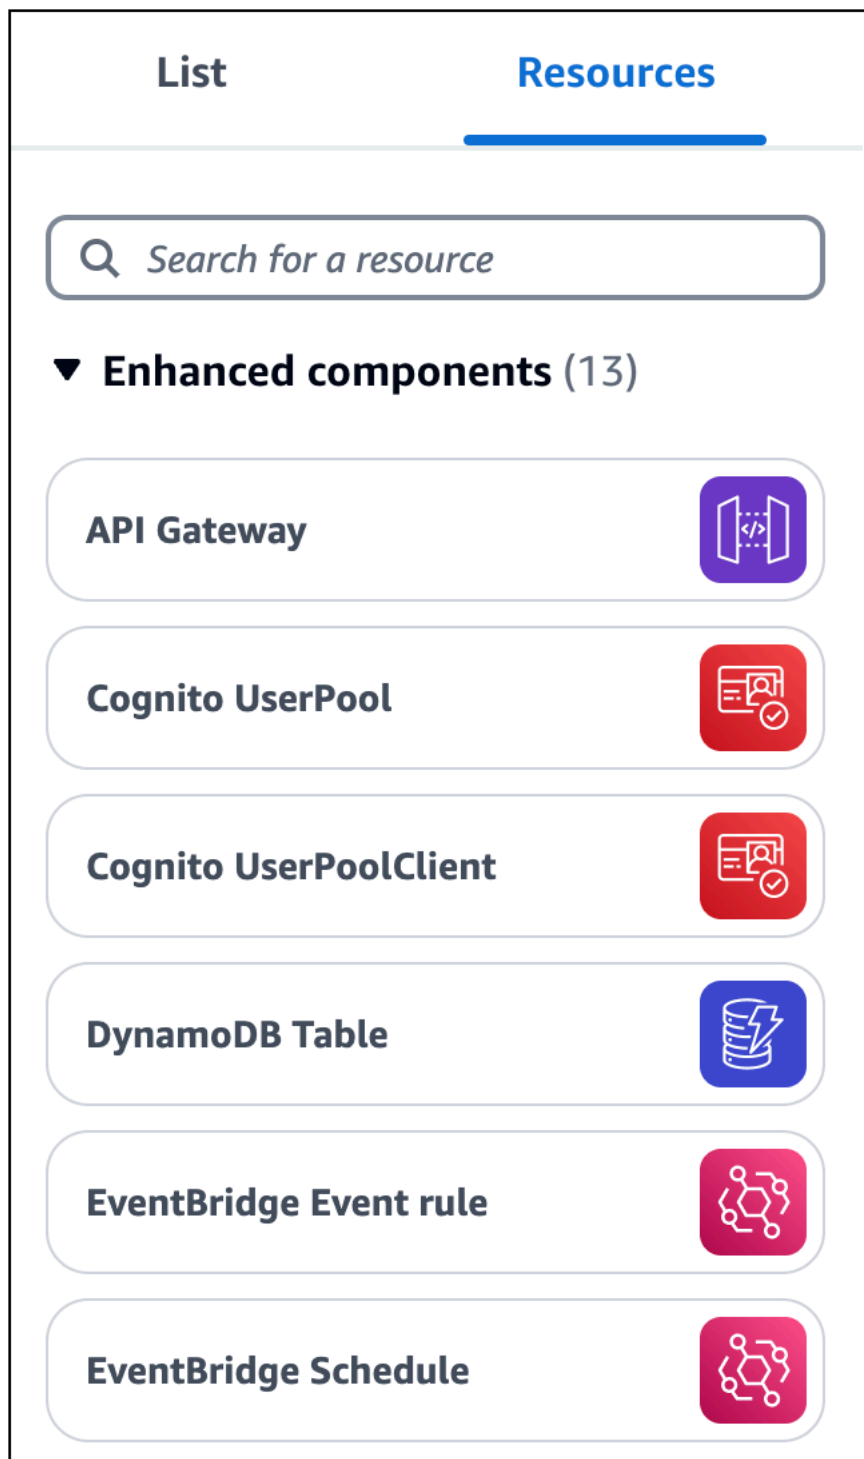 List
Resources
Search for a resource
Enhanced components (13)
API Gateway
</>
Cognito UserPool
Cognito UserPoolClient
DynamoDB Table
EventBridge Event rule
EventBridge Schedule